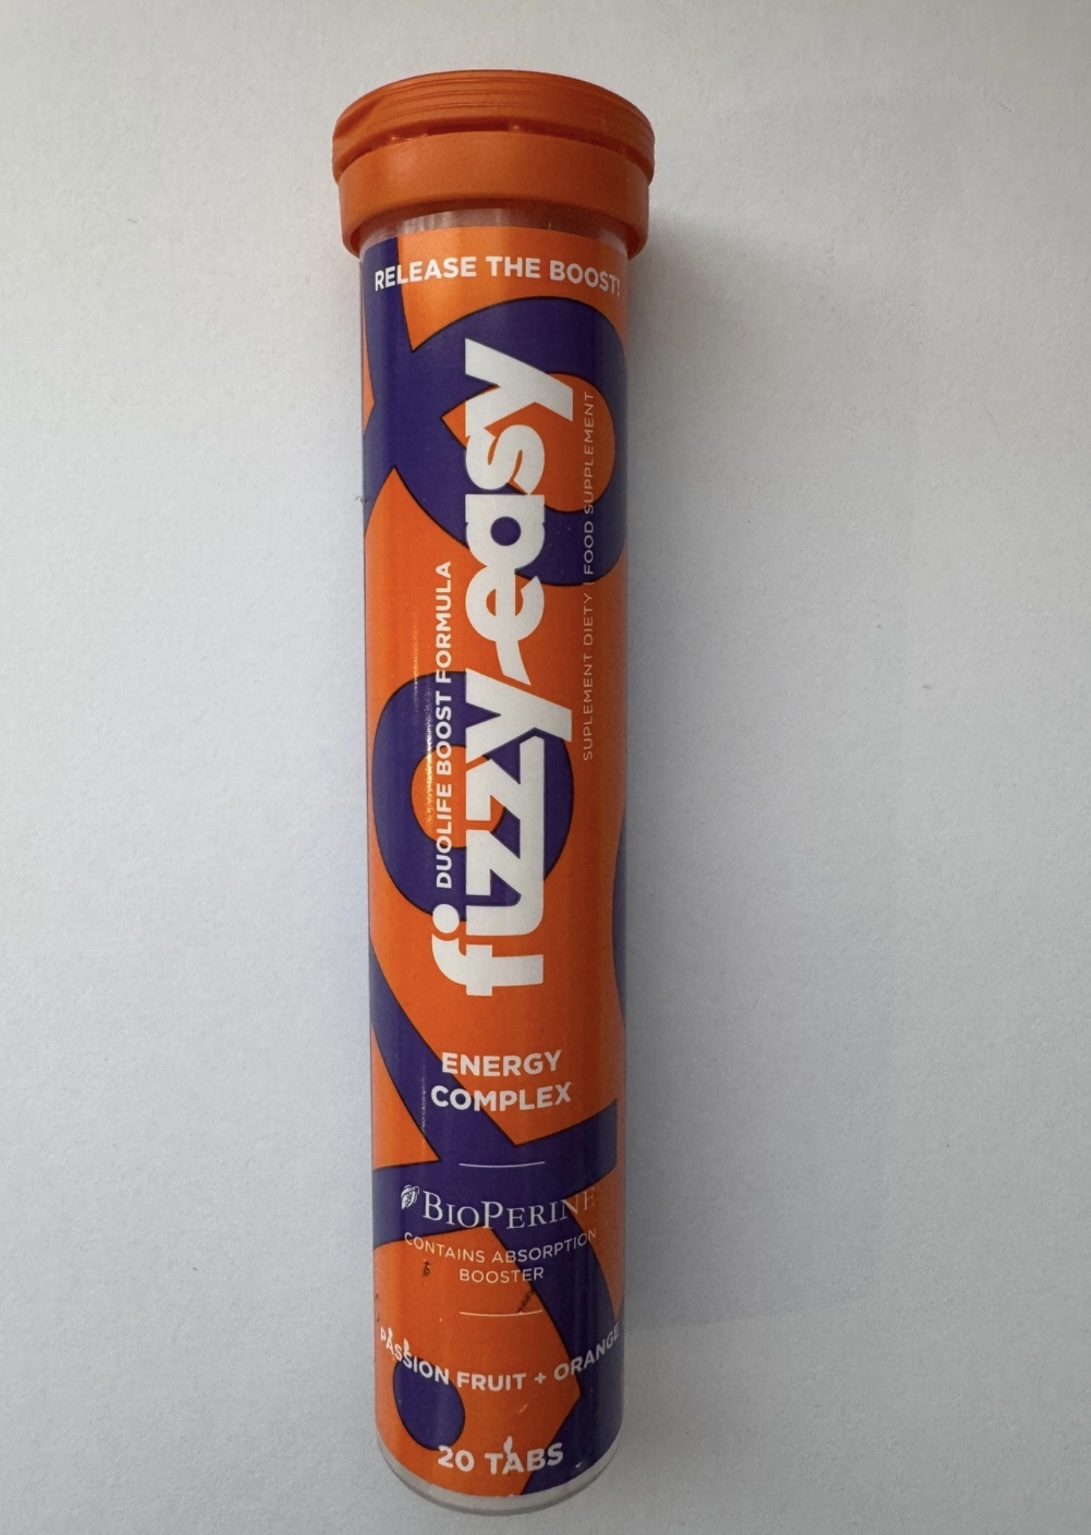 RELEASE THE BOOST!
DUOLIFE BOOST FORMULA
fizzy-easy
SUPLEMENT DIETY | FOOD SUPPLEMENT
ENERGY
COMPLEX
BIOPERINE
CONTAINS ABSORPTION
BOOSTER
PASSION FRUIT + ORANGE
20 TABS